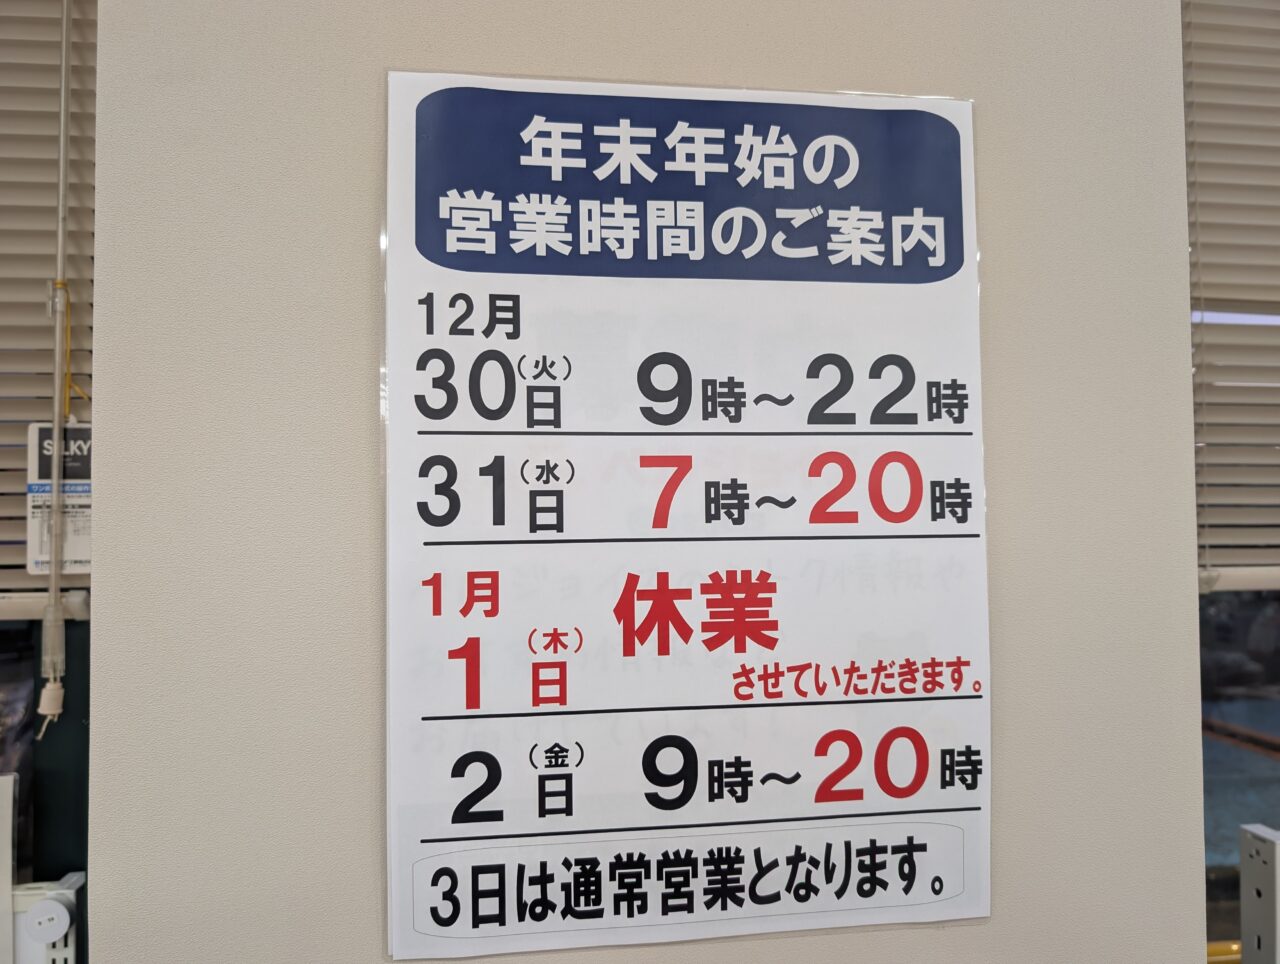 年末年始の
営業時間のご案内
12月
30日(火) 9時～22時
31日(水) 7時～20時
1月
1日(木) 休業
させていただきます。
2日(金) 9時～20時
3日は通常営業となります。
SILKY